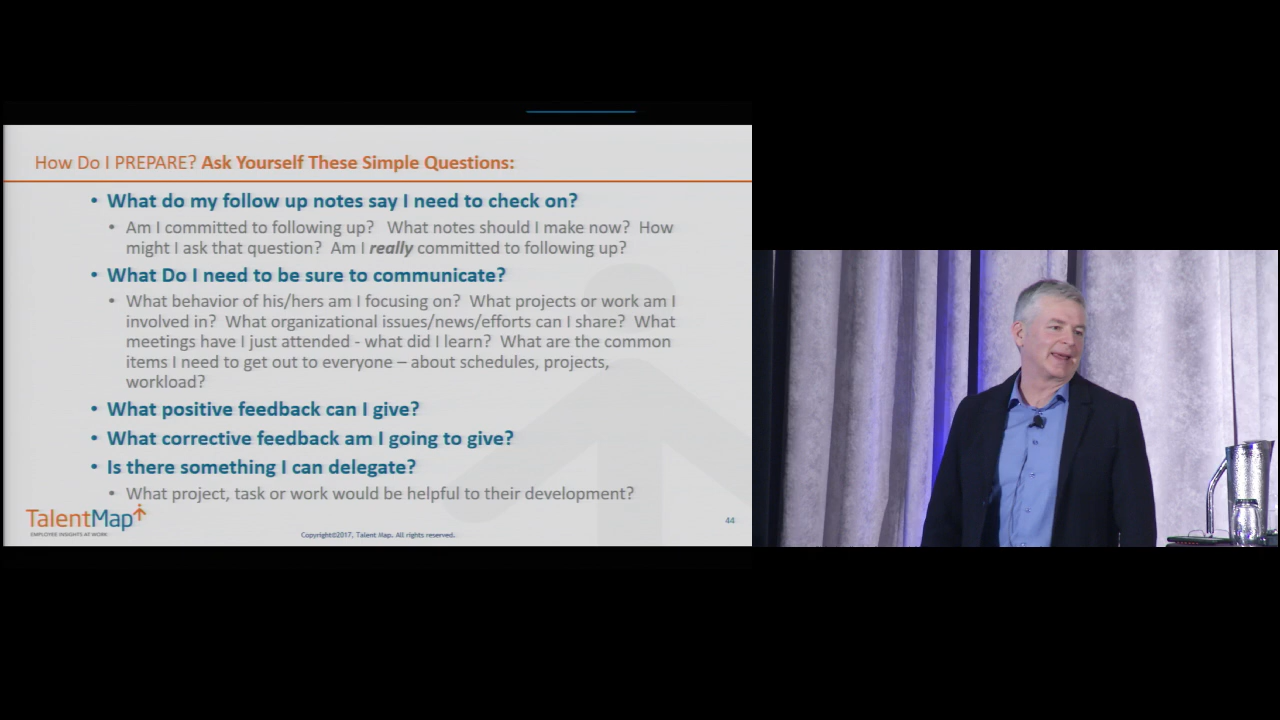 How Do I PREPARE? Ask Yourself These Simple Questions:
• What do my follow up notes say I need to check on?
• Am I committed to following up? What notes should I make now? How
might I ask that question? Am I really committed to following up?
• What Do I need to be sure to communicate?
• What behavior of his/hers am I focusing on? What projects or work am I
involved in? What organizational issues/news/efforts can I share? What
meetings have I just attended - what did I learn? What are the common
items I need to get out to everyone – about schedules, projects,
workload?
• What positive feedback can I give?
• What corrective feedback am I going to give?
• Is there something I can delegate?
• What project, task or work would be helpful to their development?
TalentMap
EMPLOYEE INSIGHTS AT WORK
Copyright©2017, Talent Map. All rights reserved.
44